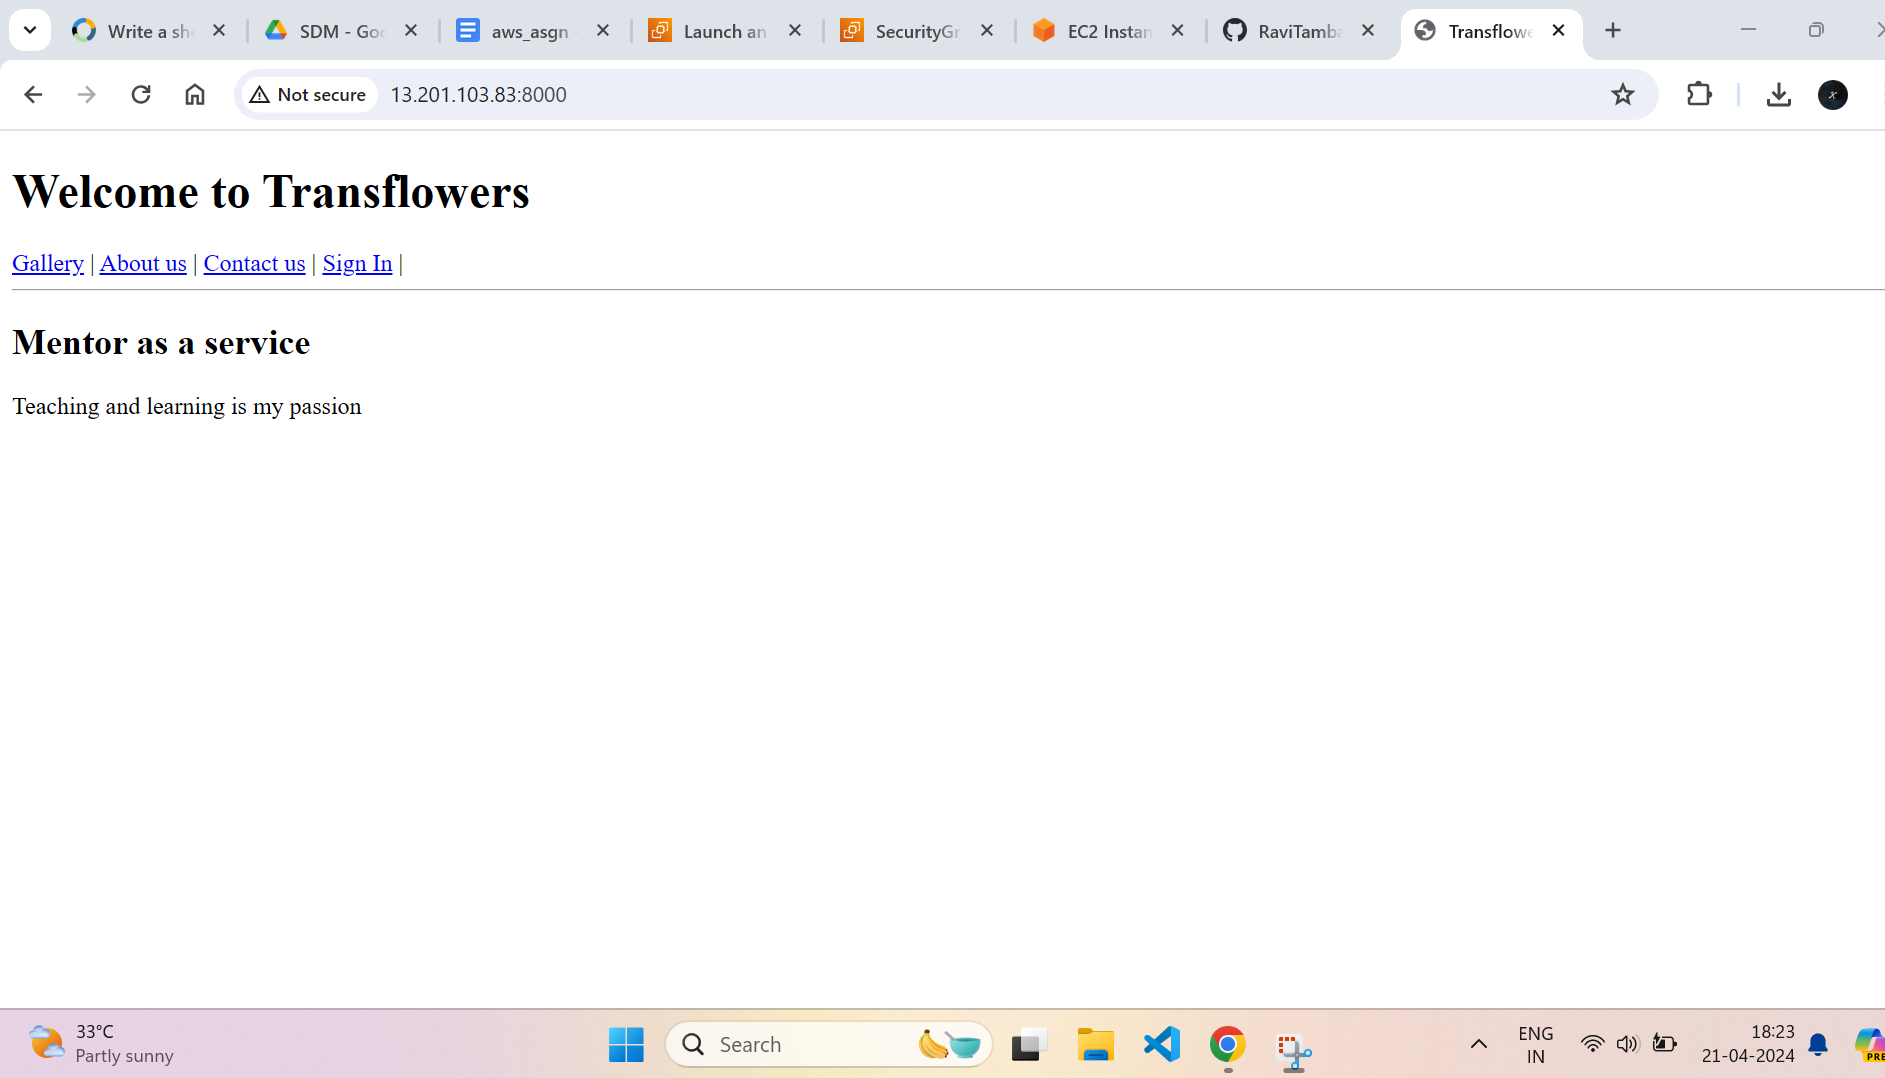 Write a sh
SDM - Goo
aws_asgn
Launch an
SecurityGr
EC2 Instan
RaviTamba
Transflowe
Not secure
13.201.103.83:8000
Welcome to Transflowers
Gallery | About us | Contact us | Sign In |
Mentor as a service
Teaching and learning is my passion
33°C
Partly sunny
Search
ENG
IN
18:23
21-04-2024
PRE